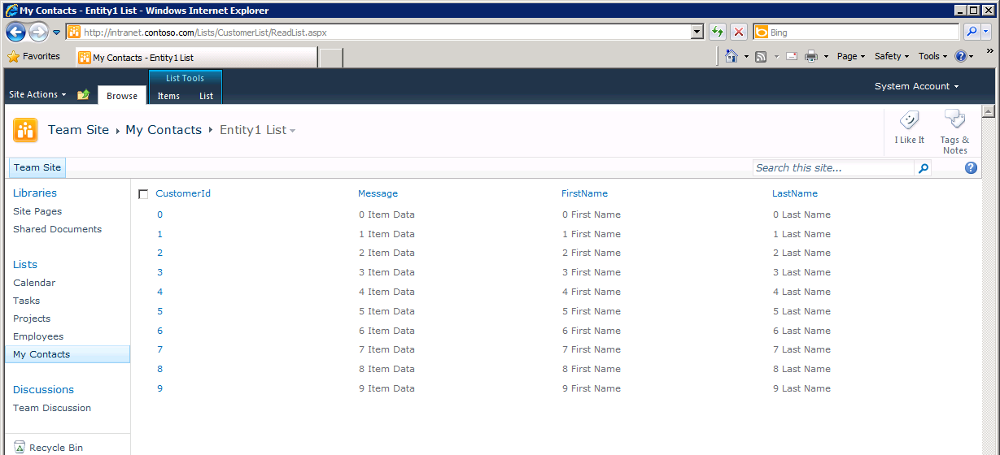 My Contacts - Entity1 List - Windows Internet Explorer
http://intranet.contoso.com/Lists/CustomerList/ReadList.aspx
Bing
Favorites
My Contacts - Entity1 List
Page
Safety
Tools
List Tools
Site Actions
Browse
Items
List
System Account
Team Site
My Contacts
Entity1 List
I Like It
Tags &
Notes
Team Site
Search this site...
Libraries
Site Pages
Shared Documents
Lists
Calendar
Tasks
Projects
Employees
My Contacts
Discussions
Team Discussion
Recycle Bin
CustomerId Message FirstName LastName
0 0 Item Data 0 First Name 0 Last Name
1 1 Item Data 1 First Name 1 Last Name
2 2 Item Data 2 First Name 2 Last Name
3 3 Item Data 3 First Name 3 Last Name
4 4 Item Data 4 First Name 4 Last Name
5 5 Item Data 5 First Name 5 Last Name
6 6 Item Data 6 First Name 6 Last Name
7 7 Item Data 7 First Name 7 Last Name
8 8 Item Data 8 First Name 8 Last Name
9 9 Item Data 9 First Name 9 Last Name